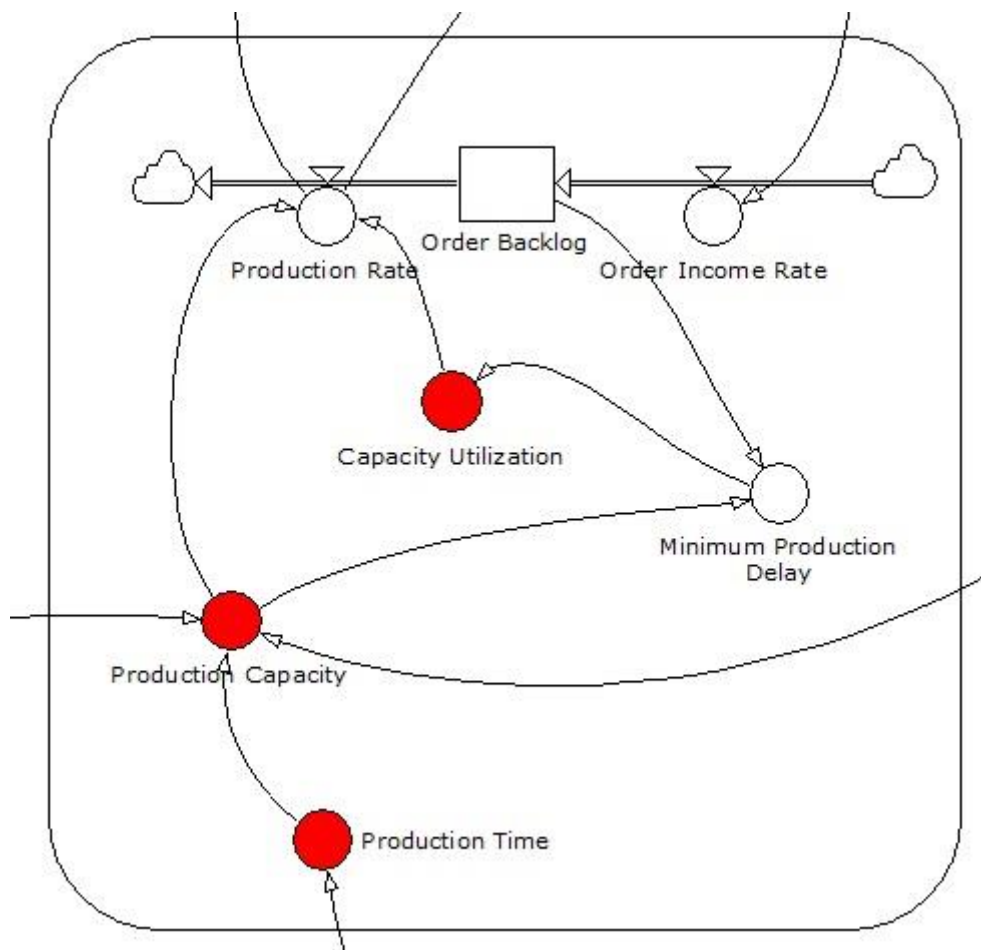 Order Backlog
Production Rate
Order Income Rate
Capacity Utilization
Minimum Production
Delay
Production Capacity
Production Time